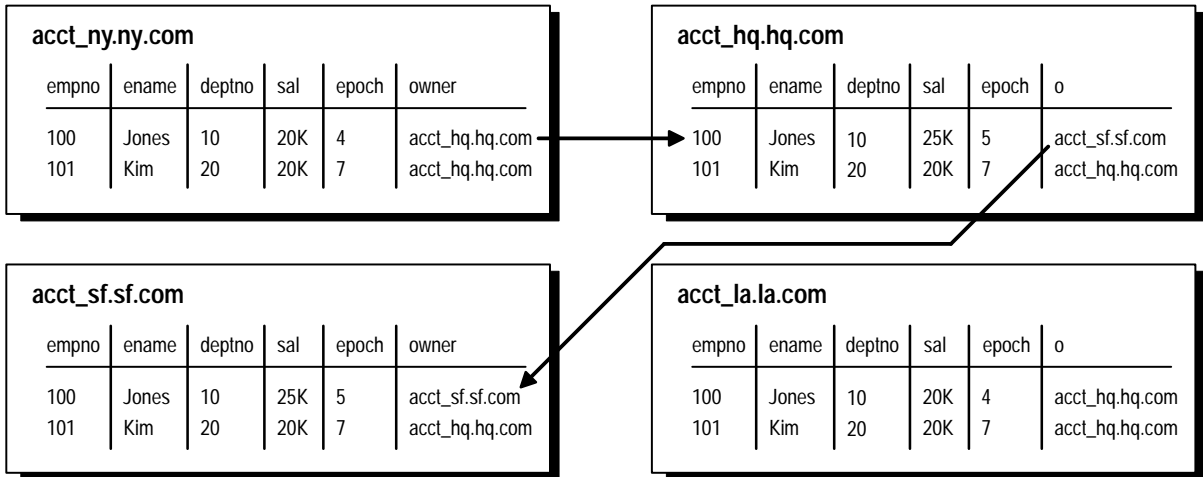 acct_ny.ny.com
empno ename deptno sal epoch owner
100 Jones 10 20K 4 acct_hq.hq.com
101 Kim 20 20K 7 acct_hq.hq.com
acct_hq.hq.com
empno ename deptno sal epoch o
100 Jones 10 25K 5 acct_sf.sf.com
101 Kim 20 20K 7 acct_hq.hq.com
acct_sf.sf.com
empno ename deptno sal epoch owner
100 Jones 10 25K 5 acct_sf.sf.com
101 Kim 20 20K 7 acct_hq.hq.com
acct_la.la.com
empno ename deptno sal epoch o
100 Jones 10 20K 4 acct_hq.hq.com
101 Kim 20 20K 7 acct_hq.hq.com